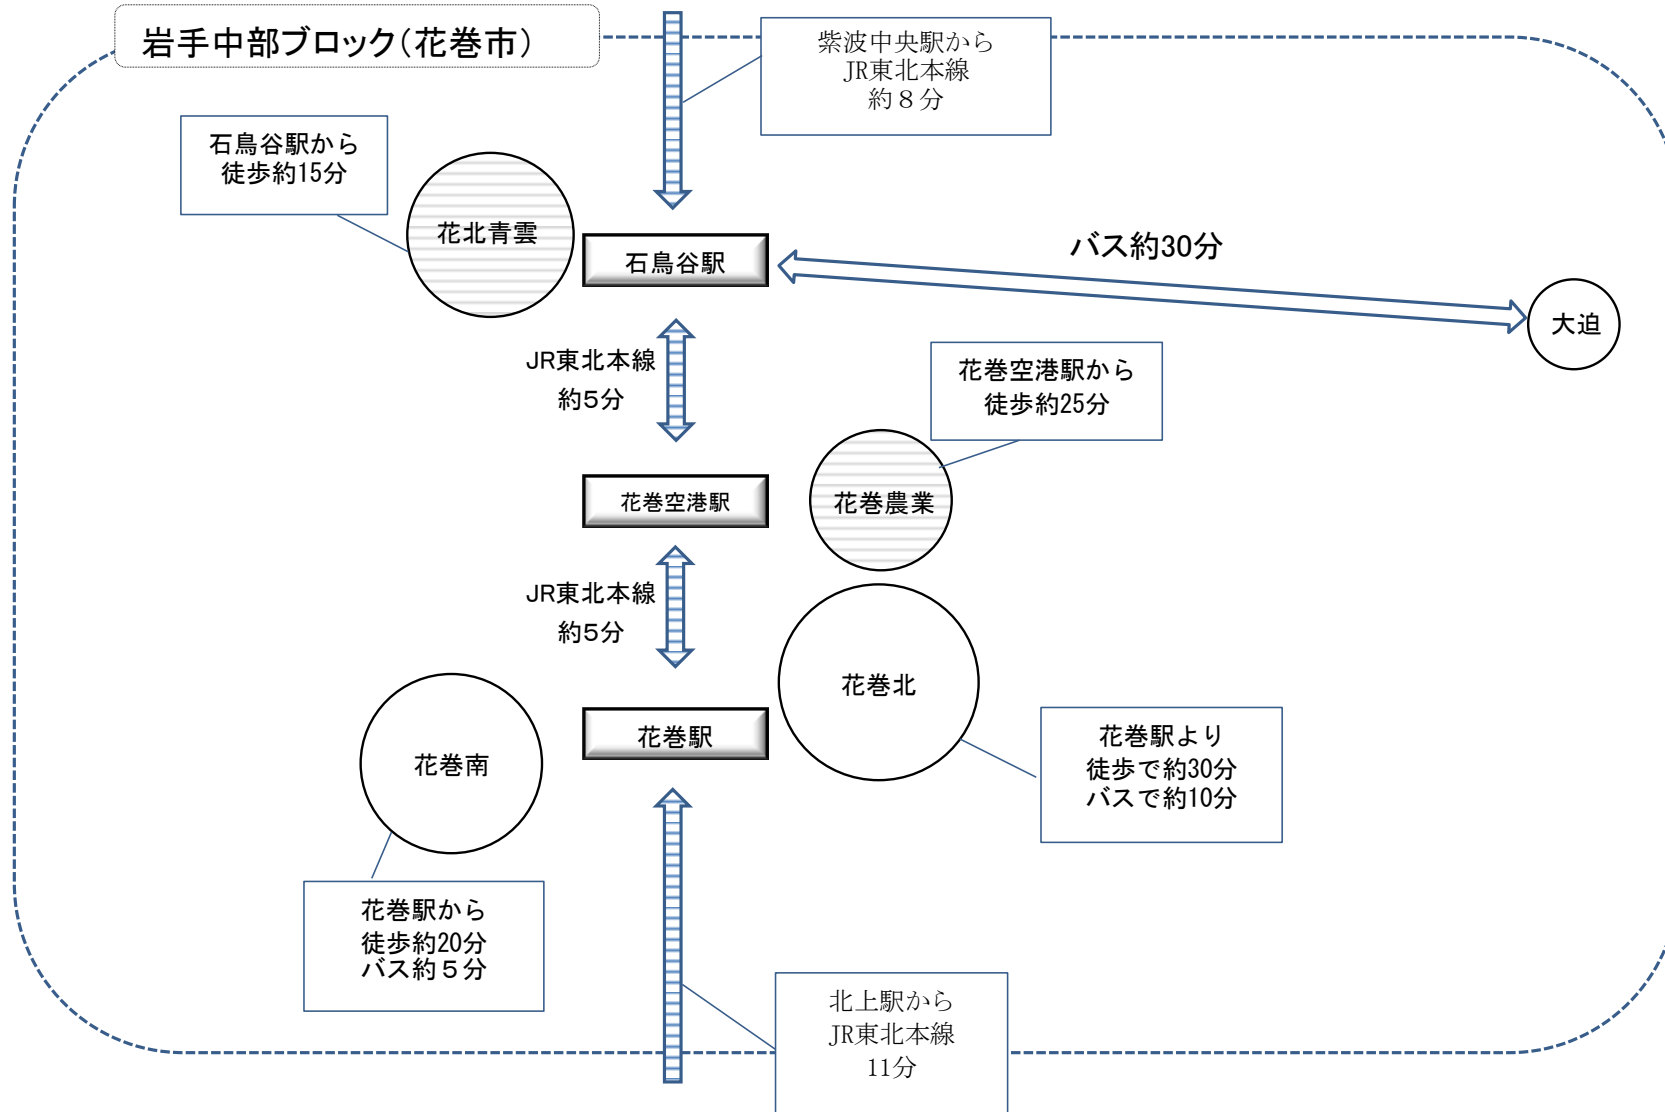 岩手中部ブロック（花巻市）
紫波中央駅から
JR東北本線
約８分
石鳥谷駅から
徒歩約15分
花北青雲
石鳥谷駅
バス約30分
大迫
JR東北本線
約5分
花巻空港駅から
徒歩約25分
花巻空港駅
花巻農業
JR東北本線
約5分
花巻北
花巻駅
花巻南
花巻駅より
徒歩で約30分
バスで約10分
花巻駅から
徒歩約20分
バス約５分
北上駅から
JR東北本線
11分